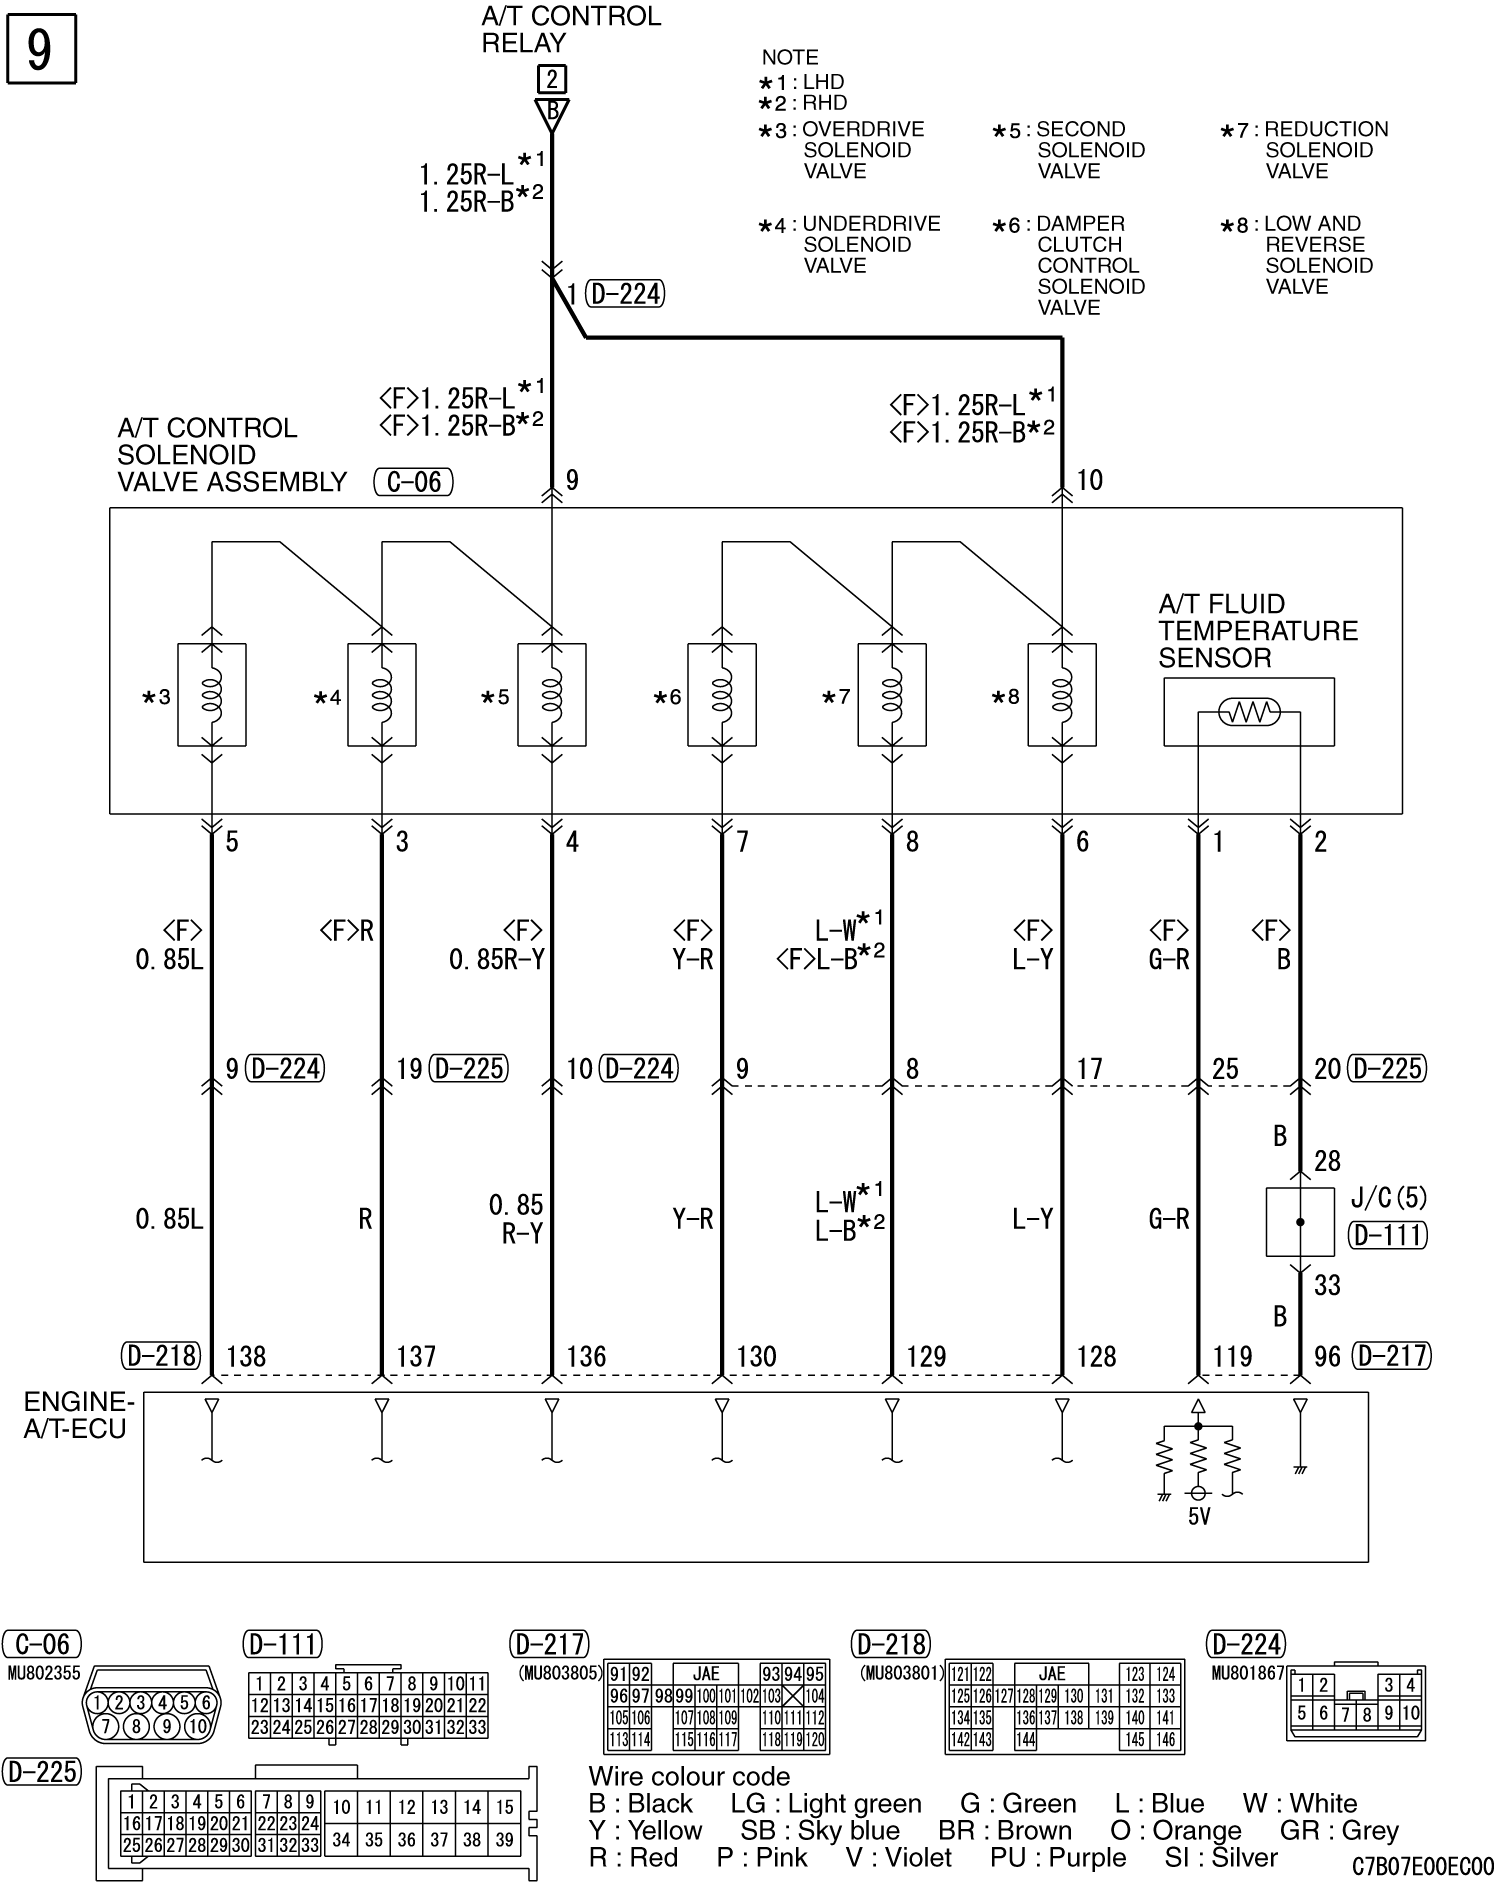 9
A/T CONTROL
RELAY
2
B
NOTE
*1 : LHD
*2 : RHD
*3 : OVERDRIVE
SOLENOID
VALVE
*5 : SECOND
SOLENOID
VALVE
*7 : REDUCTION
SOLENOID
VALVE
*4 : UNDERDRIVE
SOLENOID
VALVE
*6 : DAMPER
CLUTCH
CONTROL
SOLENOID
VALVE
*8 : LOW AND
REVERSE
SOLENOID
VALVE
1.25R-L*1
1.25R-B*2
1 D-224
<F>1.25R-L*1
<F>1.25R-B*2
<F>1.25R-L*1
<F>1.25R-B*2
A/T CONTROL
SOLENOID
VALVE ASSEMBLY C-06
9
10
A/T FLUID
TEMPERATURE
SENSOR
*3 *4 *5 *6 *7 *8
5 3 4 7 8 6 1 2
<F>
0.85L
<F>R
<F>
0.85R-Y
<F>
Y-R
L-W*1
<F>L-B*2
<F>
L-Y
<F>
G-R
<F>
B
9 D-224 19 D-225 10 D-224 9 8 17 25 20 D-225
B
28
J/C(5)
D-111
33
B
0.85L
R
0.85
R-Y
Y-R
L-W*1
L-B*2
L-Y
G-R
D-218 138 137 136 130 129 128 119 96 D-217
ENGINE-
A/T-ECU
5V
C-06
MU802355
1 2 3 4 5 6
7 8 9 10
D-111
1 2 3 4 5 6 7 8 9 10 11
12 13 14 15 16 17 18 19 20 21 22
23 24 25 26 27 28 29 30 31 32 33
D-217
(MU803805)
91 92 JAE 93 94 95
96 97 98 99 100 101 102 103 104
105 106 107 108 109 110 111 112
113 114 115 116 117 118 119 120
D-218
(MU803801)
121 122 JAE 123 124
125 126 127 128 129 130 131 132 133
134 135 136 137 138 139 140 141
142 143 144 145 146
D-224
MU801867
1 2 3 4
5 6 7 8 9 10
D-225
1 2 3 4 5 6 7 8 9 10 11 12 13 14 15
16 17 18 19 20 21 22 23 24
25 26 27 28 29 30 31 32 33 34 35 36 37 38 39
Wire colour code
B : Black LG : Light green G : Green L : Blue W : White
Y : Yellow SB : Sky blue BR : Brown O : Orange GR : Grey
R : Red P : Pink V : Violet PU : Purple SI : Silver
C7B07E00EC00